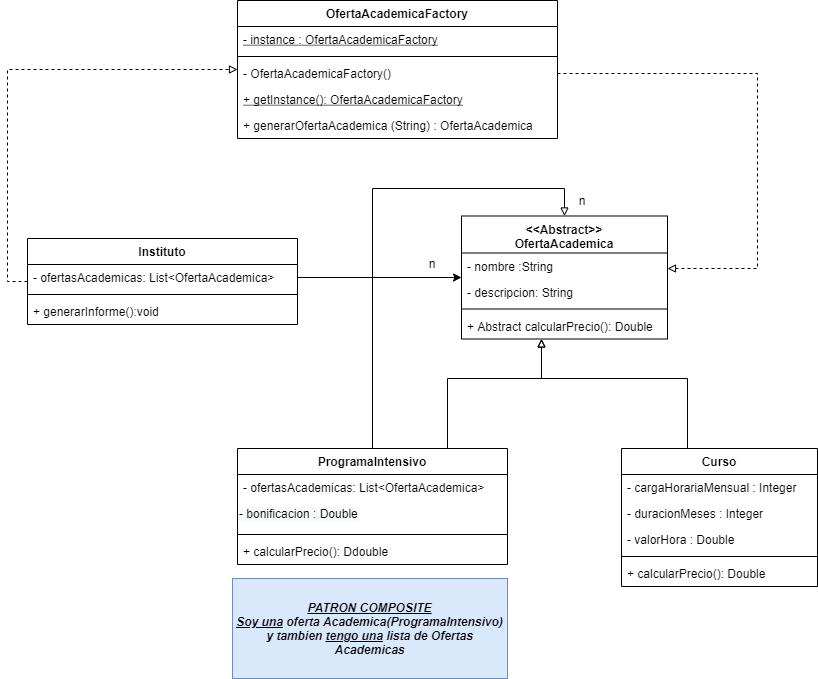 OfertaAcademicaFactory
- instance : OfertaAcademicaFactory
- OfertaAcademicaFactory()
+ getInstance(): OfertaAcademicaFactory
+ generarOfertaAcademica (String) : OfertaAcademica
n
<<Abstract>>
OfertaAcademica
- nombre :String
- descripcion: String
+ Abstract calcularPrecio(): Double
Instituto
- ofertasAcademicas: List<OfertaAcademica>
+ generarInforme():void
n
ProgramaIntensivo
- ofertasAcademicas: List<OfertaAcademica>
- bonificacion : Double
+ calcularPrecio(): Ddouble
Curso
- cargaHorariaMensual : Integer
- duracionMeses : Integer
- valorHora : Double
+ calcularPrecio(): Double
PATRON COMPOSITE
Soy una oferta Academica(ProgramaIntensivo)
y tambien tengo una lista de Ofertas
Academicas